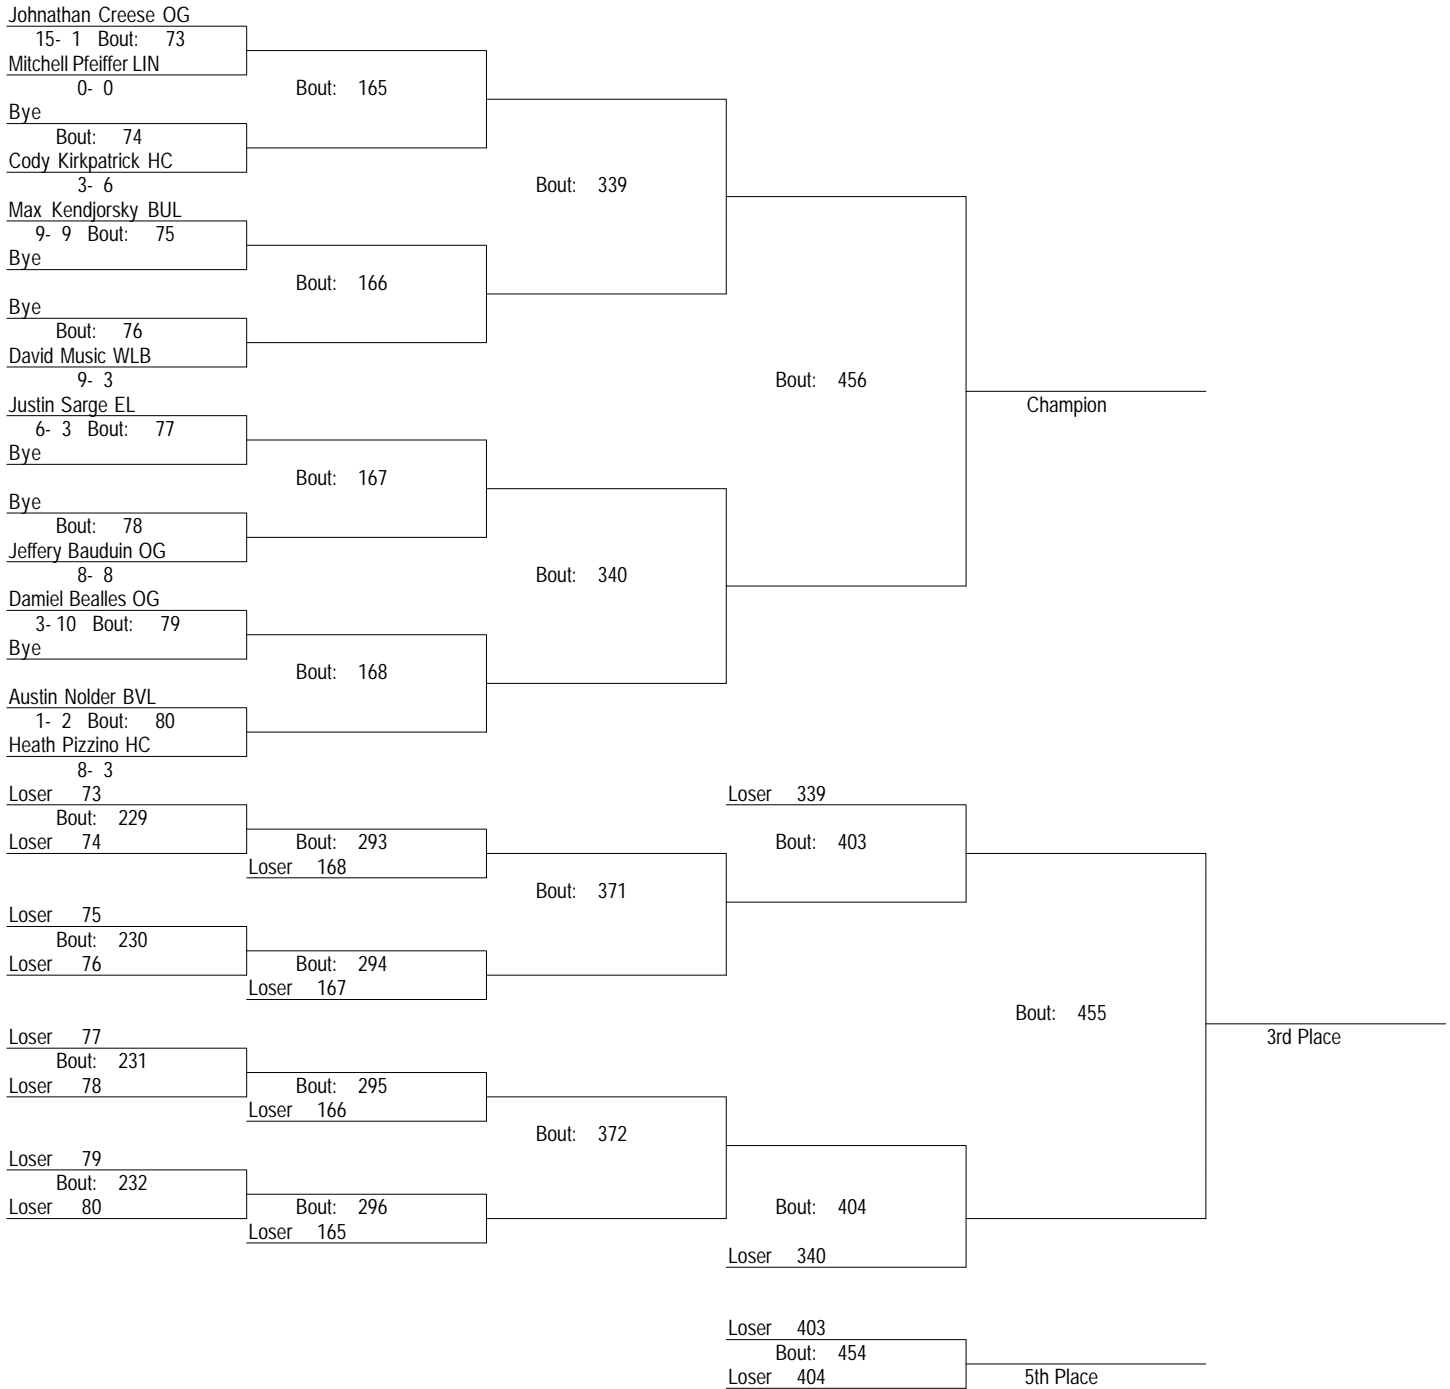 Johnathan Creese OG
15- 1 Bout: 73
Mitchell Pfeiffer LIN
0- 0
Bout: 165
Bye
Bout: 74
Cody Kirkpatrick HC
3- 6
Bout: 339
Max Kendjorsky BUL
9- 9 Bout: 75
Bye
Bout: 166
Bye
Bout: 76
David Music WLB
9- 3
Bout: 456
Champion
Justin Sarge EL
6- 3 Bout: 77
Bye
Bout: 167
Bye
Bout: 78
Jeffery Bauduin OG
8- 8
Bout: 340
Damiel Bealles OG
3- 10 Bout: 79
Bye
Bout: 168
Austin Nolder BVL
1- 2 Bout: 80
Heath Pizzino HC
8- 3
Loser 73
Bout: 229
Loser 74
Bout: 293
Loser 168
Bout: 371
Loser 339
Bout: 403
Loser 75
Bout: 230
Loser 76
Bout: 294
Loser 167
Bout: 455
3rd Place
Loser 77
Bout: 231
Loser 78
Bout: 295
Loser 166
Bout: 372
Loser 79
Bout: 232
Loser 80
Bout: 296
Loser 165
Bout: 404
Loser 340
Loser 403
Bout: 454
Loser 404
5th Place